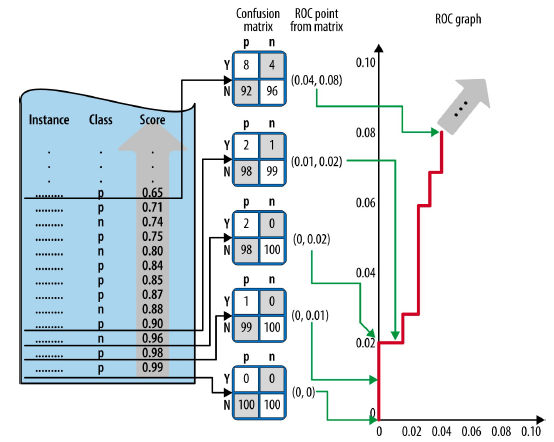 Confusion matrix
ROC point from matrix
ROC graph
Instance Class Score
. . .
. . .
. . .
......... p 0.65
......... p 0.71
......... n 0.74
......... p 0.75
......... n 0.80
......... p 0.84
......... p 0.85
......... p 0.87
......... n 0.88
......... p 0.90
......... n 0.96
......... p 0.98
......... p 0.99
p n
Y 8 4
N 92 96
(0.04, 0.08)
p n
Y 2 1
N 98 99
(0.01, 0.02)
p n
Y 2 0
N 98 100
(0, 0.02)
p n
Y 1 0
N 99 100
(0, 0.01)
p n
Y 0 0
N 100 100
(0, 0)
...
0.10
0.08
0.06
0.04
0.02
0
0 0.02 0.04 0.06 0.08 0.10